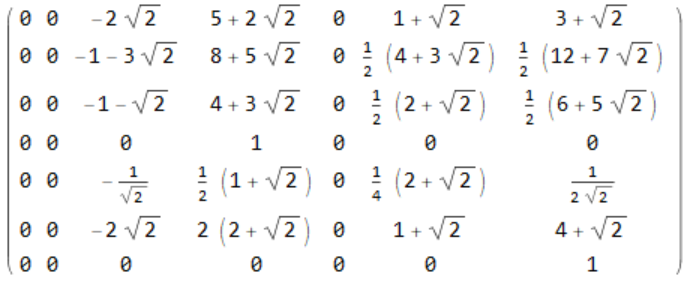 0 0 -2√2 5+2√2 0 1+√2 3+√2
0 0 -1-3√2 8+5√2 0 1/2 (4+3√2) 1/2 (12+7√2)
0 0 -1-√2 4+3√2 0 1/2 (2+√2) 1/2 (6+5√2)
0 0 0 1 0 0 0
0 0 -1/√2 1/2 (1+√2) 0 1/4 (2+√2) 1/(2√2)
0 0 -2√2 2 (2+√2) 0 1+√2 4+√2
0 0 0 0 0 0 1